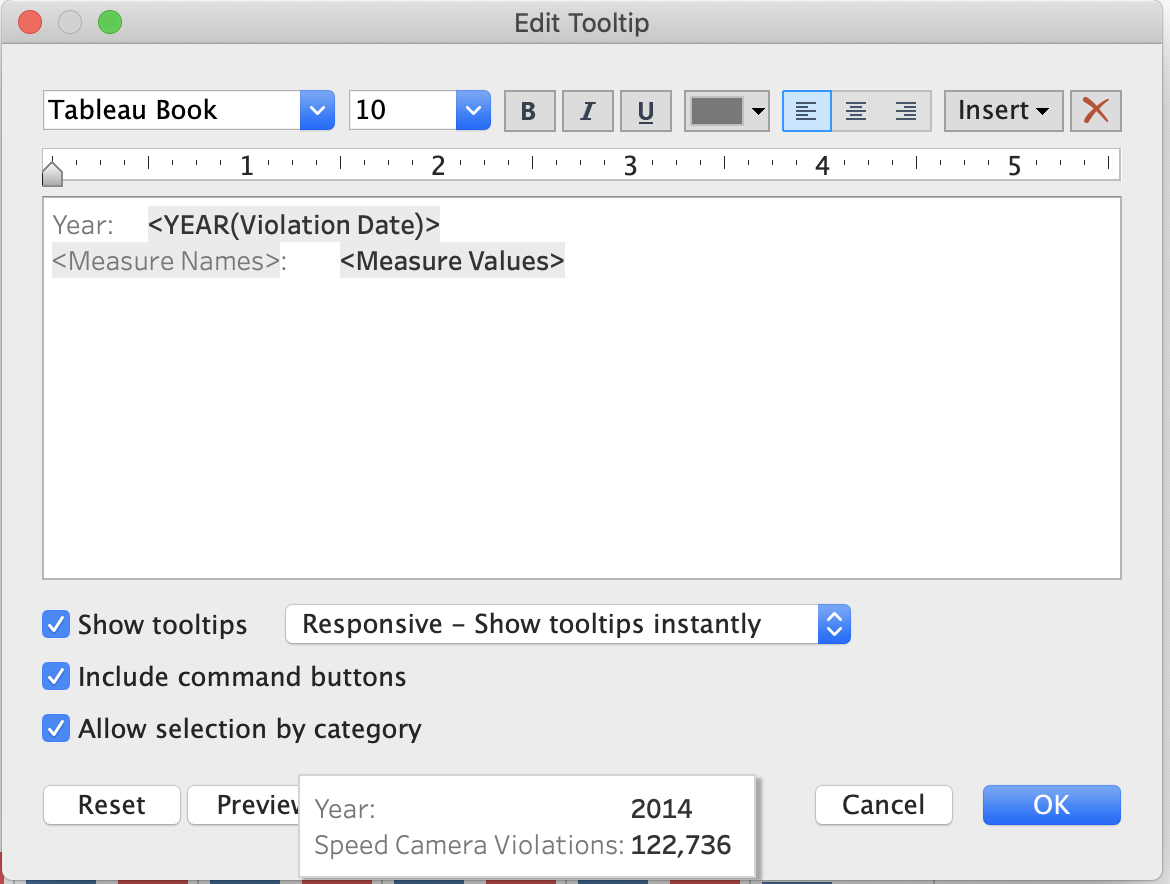 Edit Tooltip
Tableau Book 10 B I U Insert
1 2 3 4 5
Year: <YEAR(Violation Date)>
<Measure Names>: <Measure Values>
Show tooltips Responsive – Show tooltips instantly
Include command buttons
Allow selection by category
Reset Preview Cancel OK
Year: 2014
Speed Camera Violations: 122,736